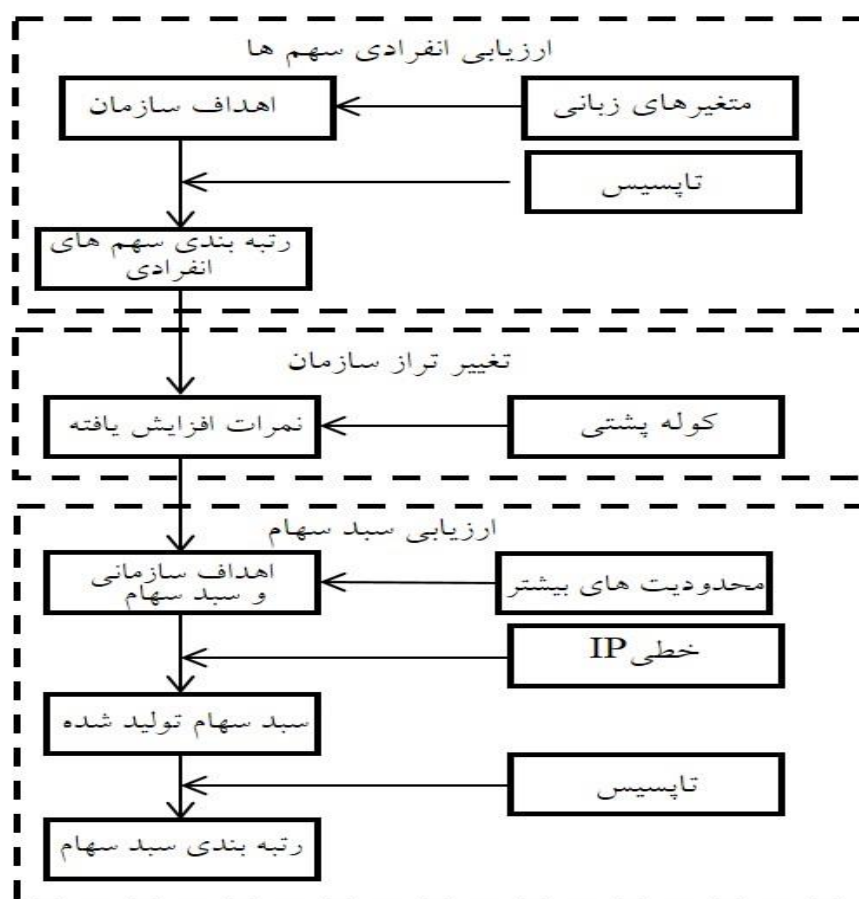 ارزیابی انفرادی سهم ها
متغیرهای زبانی
اهداف سازمان
تاپسیس
رتبه بندی سهم های
انفرادی
تغییر تراز سازمان
کوله پشتی
نمرات افزایش یافته
ارزیابی سبد سهام
محدودیت های بیشتر
اهداف سازمانی
و سبد سهام
خطی IP
سبد سهام تولید شده
تاپسیس
رتبه بندی سبد سهام